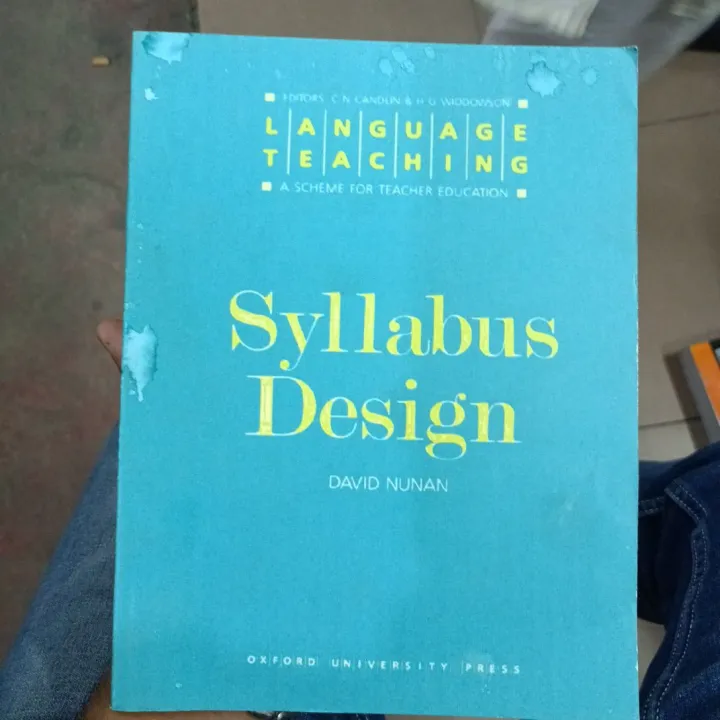 EDITORS: C N CANDLIN & H G WIDDOWSON
LANGUAGE
TEACHING
A SCHEME FOR TEACHER EDUCATION
Syllabus
Design
DAVID NUNAN
OXFORD UNIVERSITY PRESS